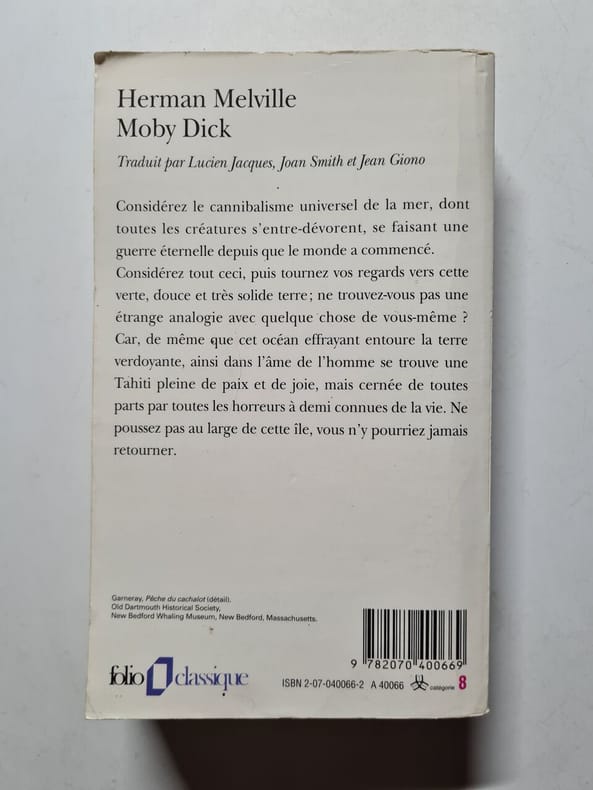 Herman Melville
Moby Dick
Traduit par Lucien Jacques, Joan Smith et Jean Giono
Considérez le cannibalisme universel de la mer, dont
toutes les créatures s'entre-dévorent, se faisant une
guerre éternelle depuis que le monde a commencé.
Considérez tout ceci, puis tournez vos regards vers cette
verte, douce et très solide terre ; ne trouvez-vous pas une
étrange analogie avec quelque chose de vous-même ?
Car, de même que cet océan effrayant entoure la terre
verdoyante, ainsi dans l'âme de l'homme se trouve une
Tahiti pleine de paix et de joie, mais cernée de toutes
parts par toutes les horreurs à demi connues de la vie. Ne
poussez pas au large de cette île, vous n'y pourriez jamais
retourner.
Garneray, Pêche du cachalot (détail).
Old Dartmouth Historical Society,
New Bedford Whaling Museum, New Bedford, Massachusetts.
9 782070 400669
folio classique
ISBN 2-07-040066-2 A 40066 catégorie 8